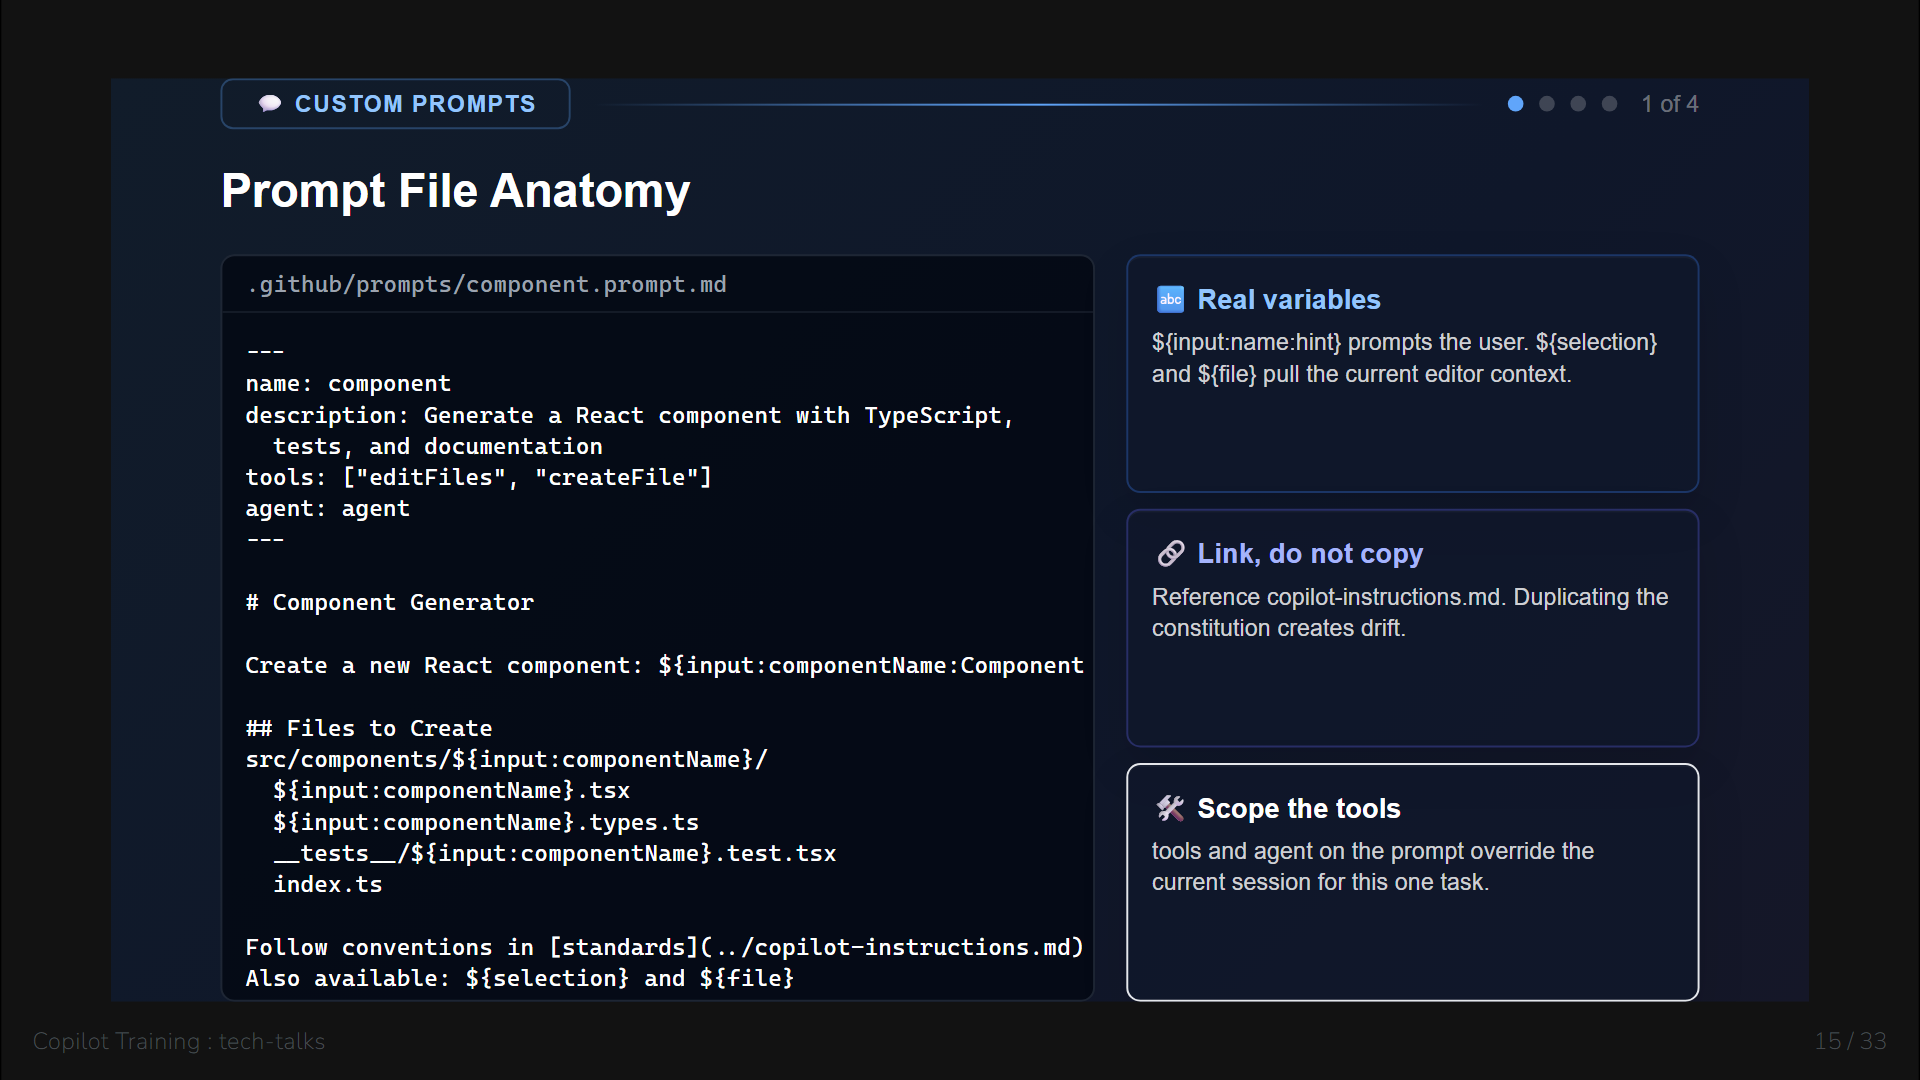 CUSTOM PROMPTS
1 of 4
Prompt File Anatomy
.github/prompts/component.prompt.md
---
name: component
description: Generate a React component with TypeScript,
  tests, and documentation
tools: ["editFiles", "createFile"]
agent: agent
---
# Component Generator
Create a new React component: ${input:componentName:Component
## Files to Create
src/components/${input:componentName}/
  ${input:componentName}.tsx
  ${input:componentName}.types.ts
  __tests__/${input:componentName}.test.tsx
  index.ts
Follow conventions in [standards](../copilot-instructions.md)
Also available: ${selection} and ${file}
abc Real variables
${input:name:hint} prompts the user. ${selection}
and ${file} pull the current editor context.
Link, do not copy
Reference copilot-instructions.md. Duplicating the
constitution creates drift.
Scope the tools
tools and agent on the prompt override the
current session for this one task.
Copilot Training : tech-talks
15 / 33